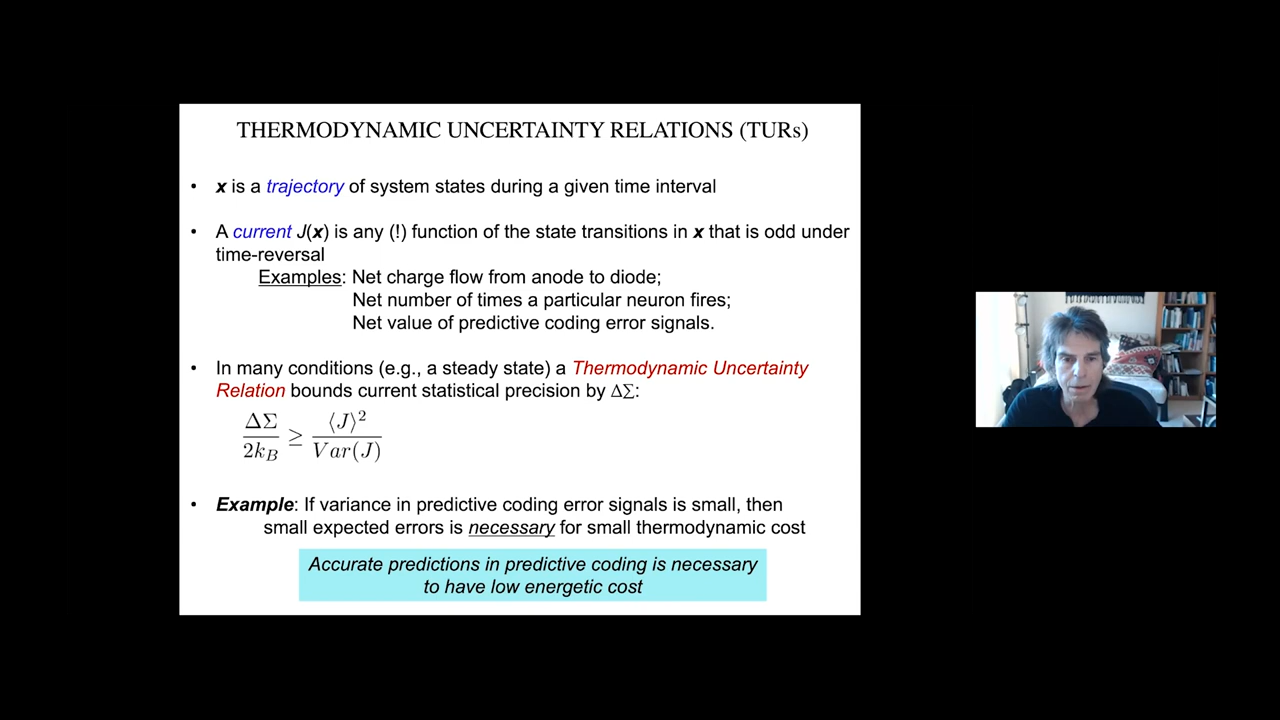 THERMODYNAMIC UNCERTAINTY RELATIONS (TURs)
• x is a trajectory of system states during a given time interval
• A current J(x) is any (!) function of the state transitions in x that is odd under
time-reversal
Examples: Net charge flow from anode to diode;
Net number of times a particular neuron fires;
Net value of predictive coding error signals.
• In many conditions (e.g., a steady state) a Thermodynamic Uncertainty
Relation bounds current statistical precision by ΔΣ:
ΔΣ/2k_B ≥ ⟨J⟩²/Var(J)
• Example: If variance in predictive coding error signals is small, then
small expected errors is necessary for small thermodynamic cost
Accurate predictions in predictive coding is necessary
to have low energetic cost